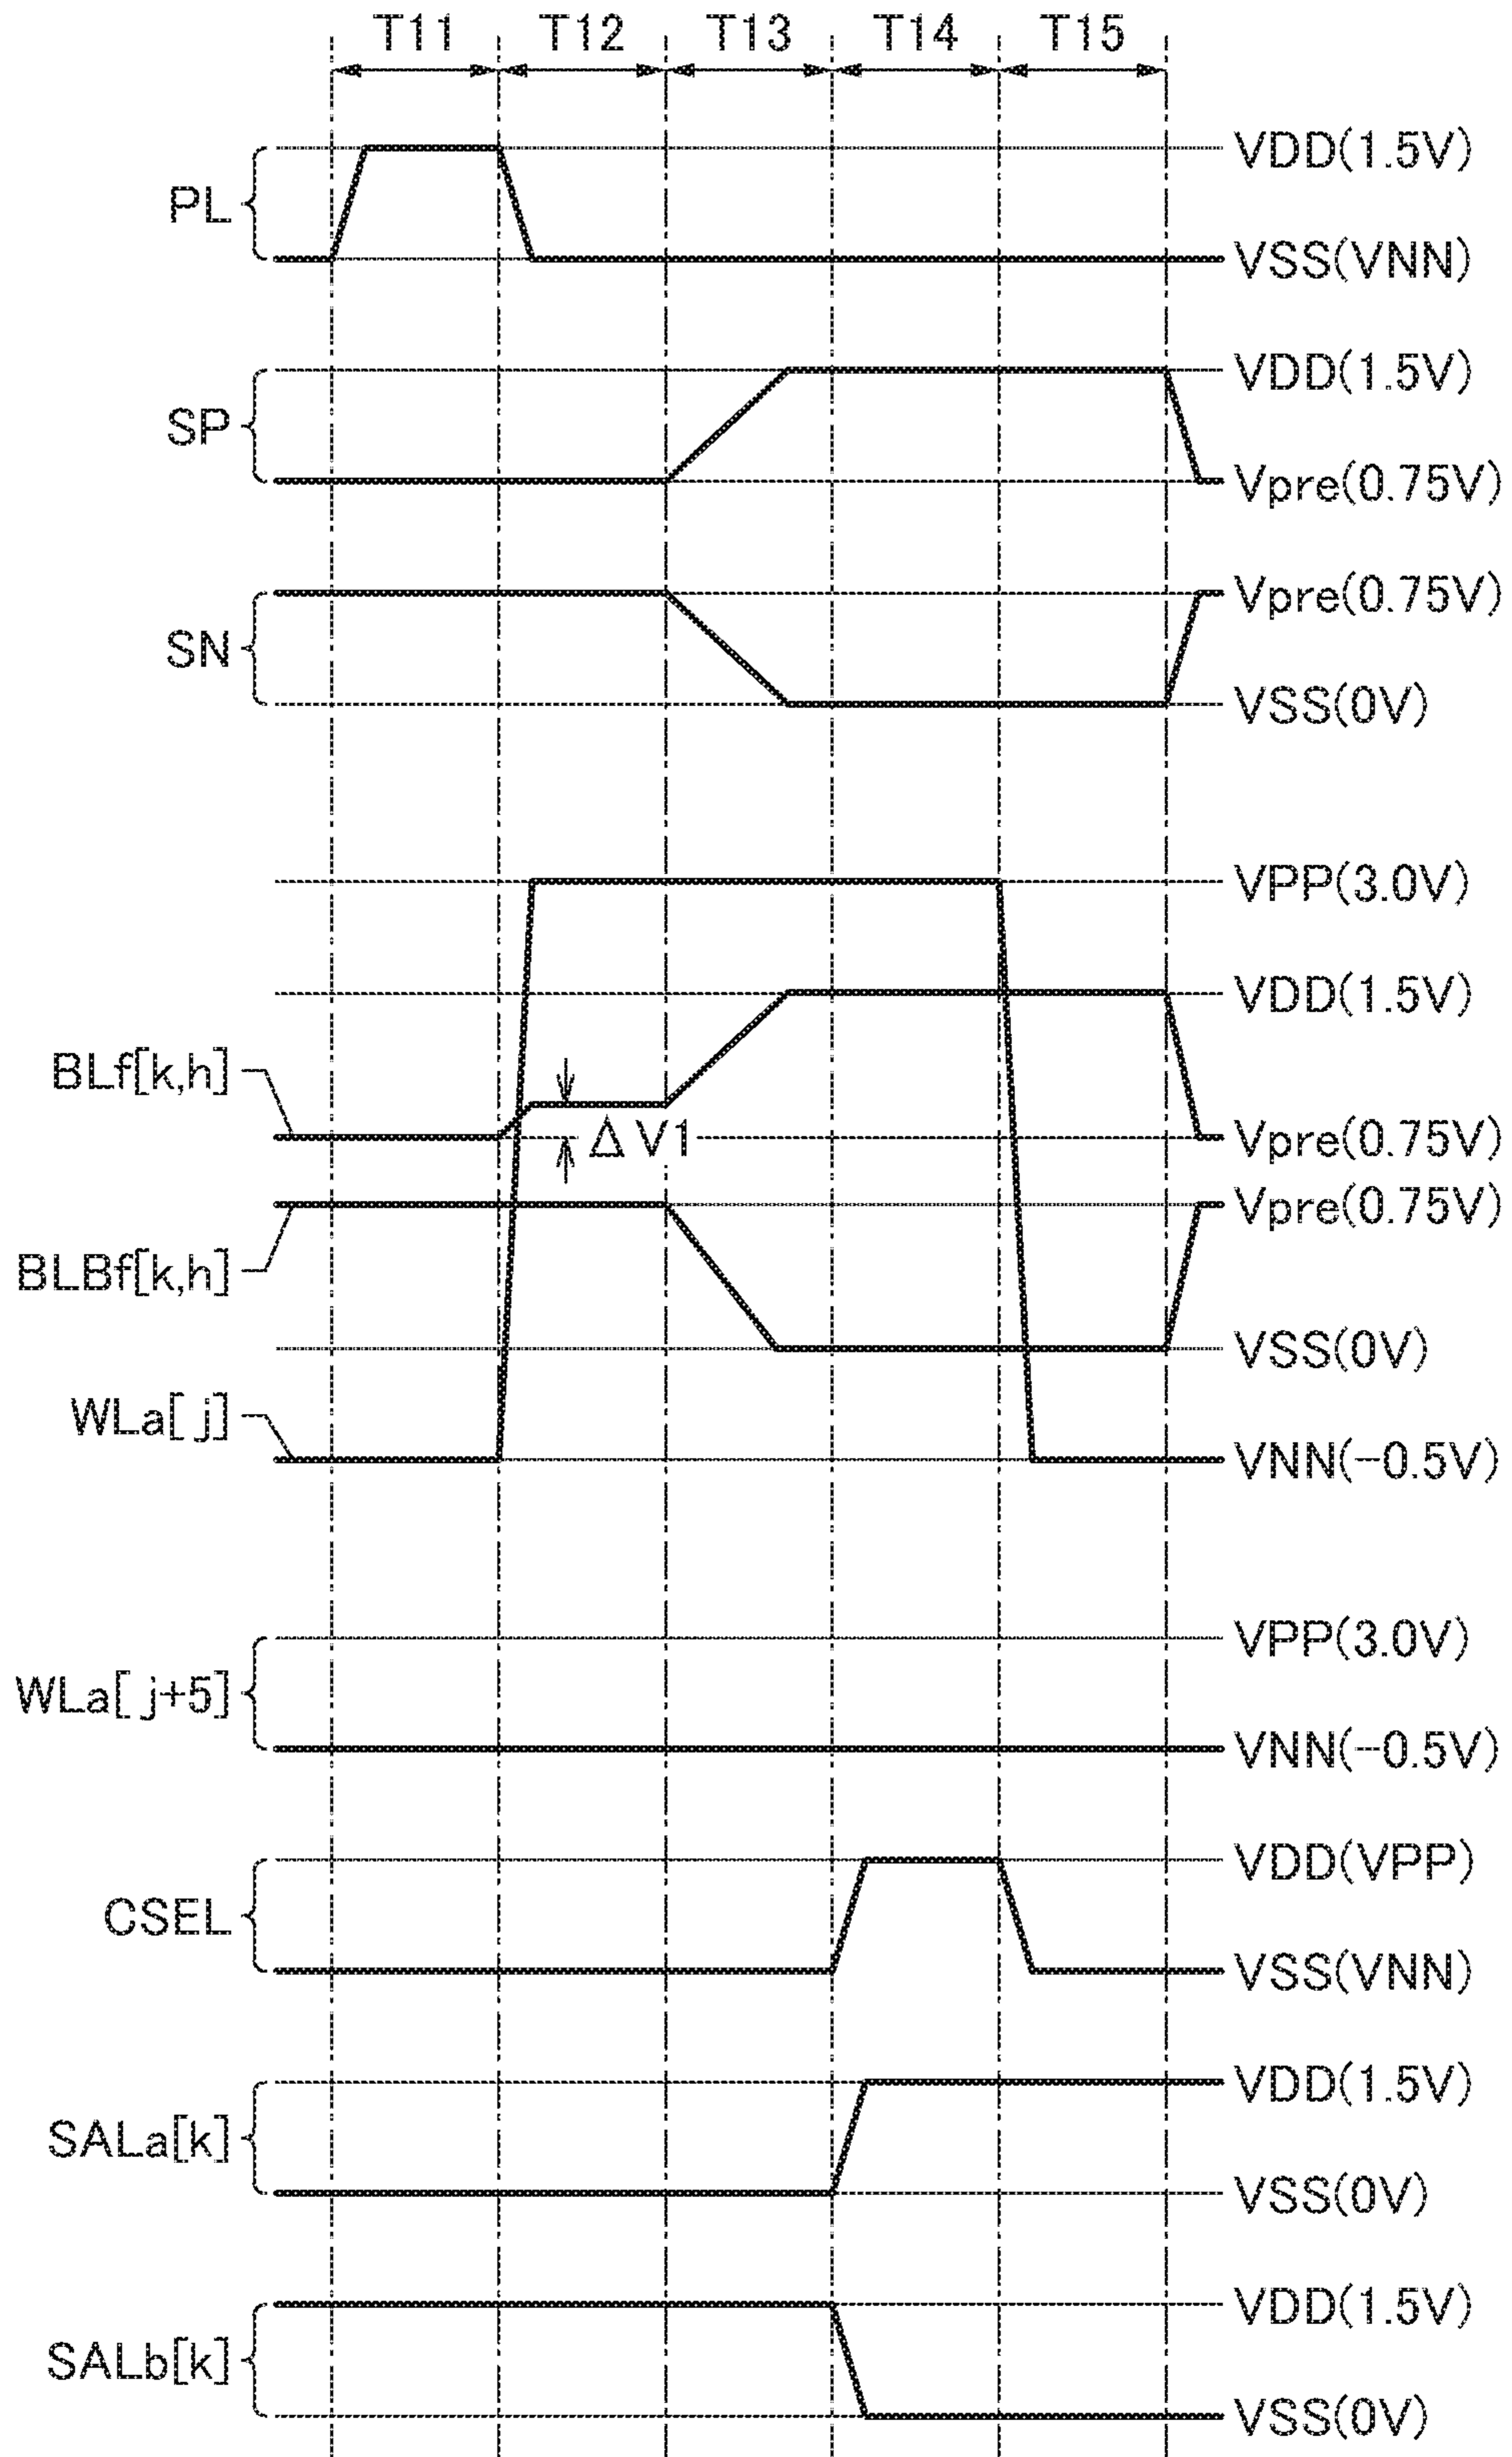 T11 T12 T13 T14 T15
VDD(1.5V)
PL
VSS(VNN)
VDD(1.5V)
SP
Vpre(0.75V)
Vpre(0.75V)
SN
VSS(0V)
VPP(3.0V)
VDD(1.5V)
BLf[k,h]
ΔV1
Vpre(0.75V)
Vpre(0.75V)
BLBf[k,h]
VSS(0V)
WLa[j]
VNN(-0.5V)
VPP(3.0V)
WLa[j+5]
VNN(-0.5V)
VDD(VPP)
CSEL
VSS(VNN)
VDD(1.5V)
SALa[k]
VSS(0V)
VDD(1.5V)
SALb[k]
VSS(0V)